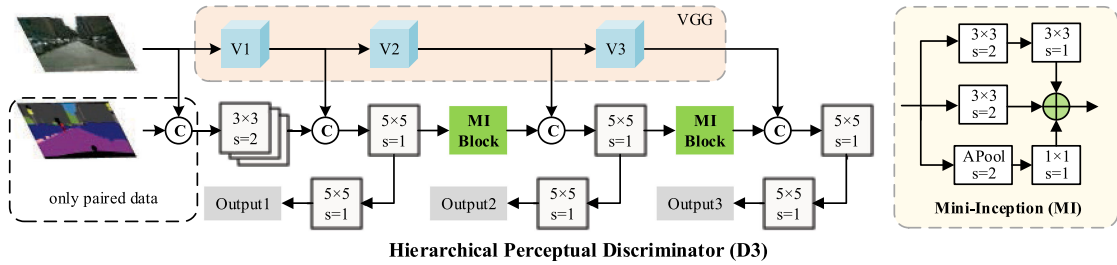 VGG
V1
V2
V3
C
3×3
s=2
C
5×5
s=1
MI
Block
C
5×5
s=1
MI
Block
C
5×5
s=1
only paired data
Output1
5×5
s=1
Output2
5×5
s=1
Output3
5×5
s=1
Hierarchical Perceptual Discriminator (D3)
3×3
s=2
3×3
s=1
3×3
s=2
APool
s=2
1×1
s=1
Mini-Inception (MI)